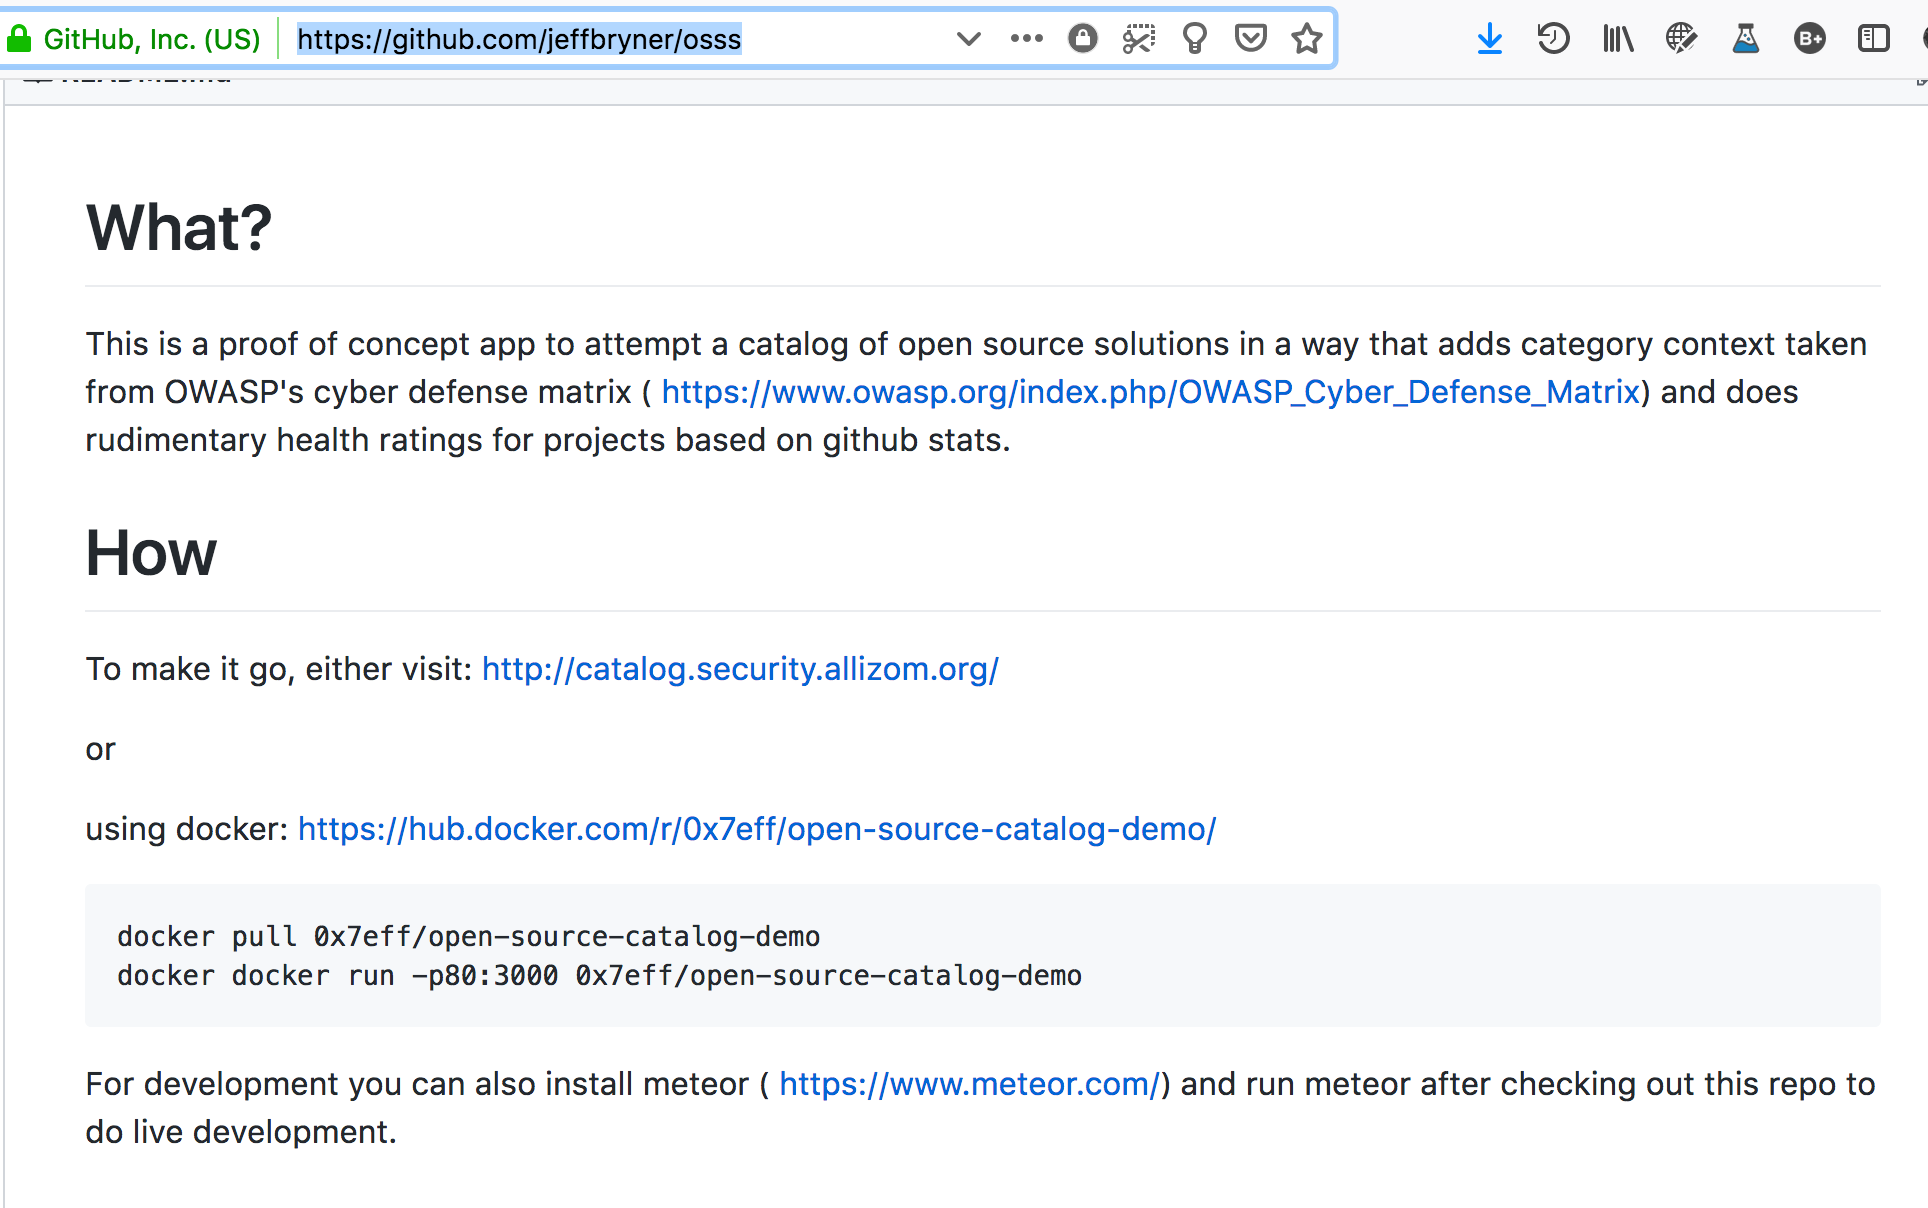 GitHub, Inc. (US) https://github.com/jeffbryner/osss
B+
README.md
What?
This is a proof of concept app to attempt a catalog of open source solutions in a way that adds category context taken
from OWASP's cyber defense matrix ( https://www.owasp.org/index.php/OWASP_Cyber_Defense_Matrix) and does
rudimentary health ratings for projects based on github stats.
How
To make it go, either visit: http://catalog.security.allizom.org/
or
using docker: https://hub.docker.com/r/0x7eff/open-source-catalog-demo/
docker pull 0x7eff/open-source-catalog-demo
docker docker run -p80:3000 0x7eff/open-source-catalog-demo
For development you can also install meteor ( https://www.meteor.com/) and run meteor after checking out this repo to
do live development.